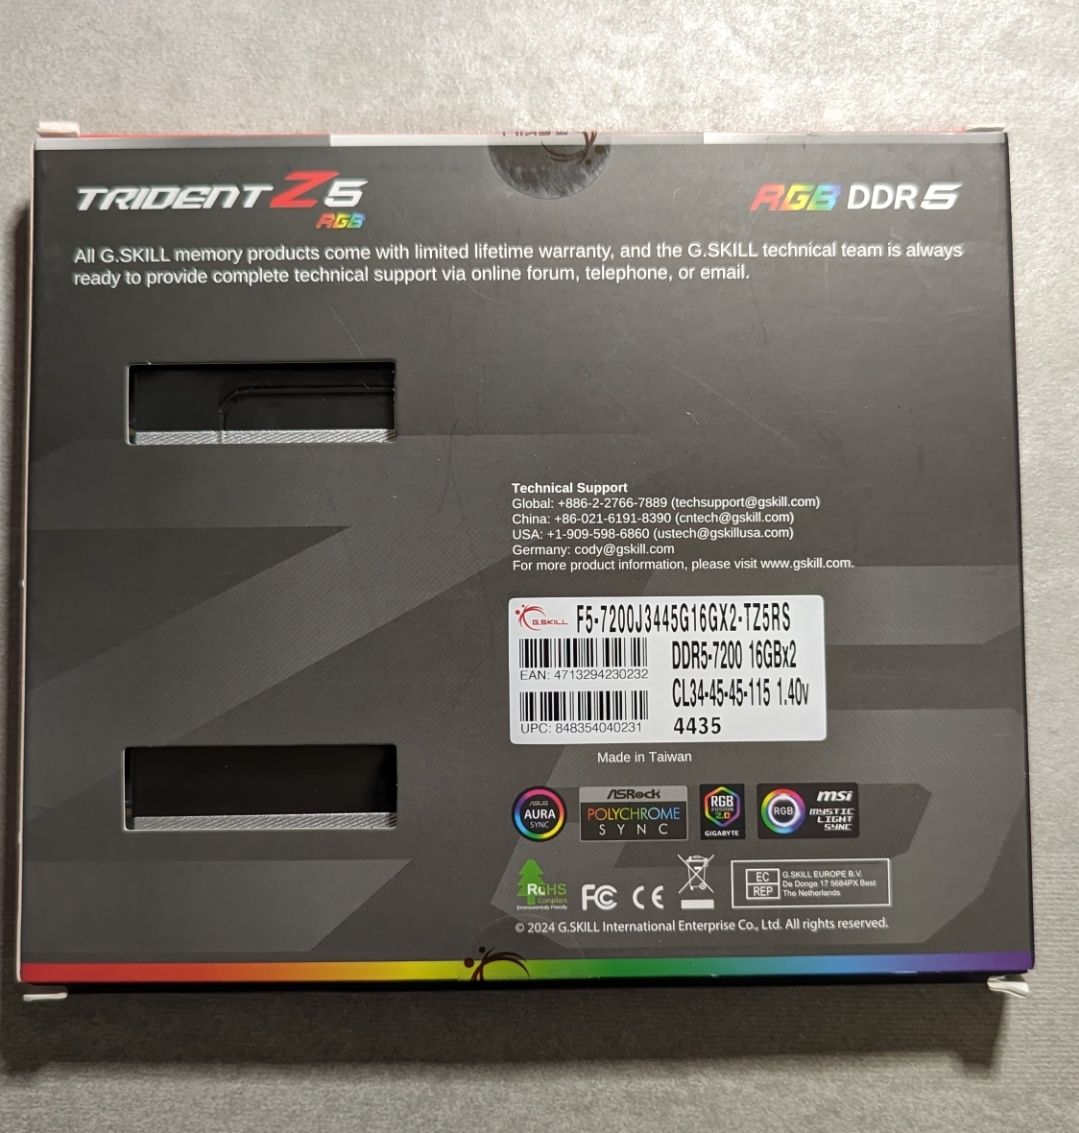 TRIDENT Z5
RGB
RGB DDR5
All G.SKILL memory products come with limited lifetime warranty, and the G.SKILL technical team is always
ready to provide complete technical support via online forum, telephone, or email.
Technical Support
Global: +886-2-2766-7889 (techsupport@gskill.com)
China: +86-021-6191-8390 (cntech@gskill.com)
USA: +1-909-598-6860 (ustech@gskillusa.com)
Germany: cody@gskill.com
For more product information, please visit www.gskill.com.
G.SKILL F5-7200J3445G16GX2-TZ5RS
DDR5-7200 16GBx2
EAN: 4713294230232
CL34-45-45-115 1.40v
UPC: 848354040231
4435
Made in Taiwan
ASUS
AURA
SYNC
ASRock
POLYCHROME
SYNC
RGB
FUSION
2.0
GIGABYTE
RGB
msi
MYSTIC
LIGHT
SYNC
RoHS
Compliant
Environmentally Friendly
FC CE
EC
REP
G.SKILL EUROPE B.V.
De Donge 17 5684PX Best
The Netherlands
© 2024 G.SKILL International Enterprise Co., Ltd. All rights reserved.